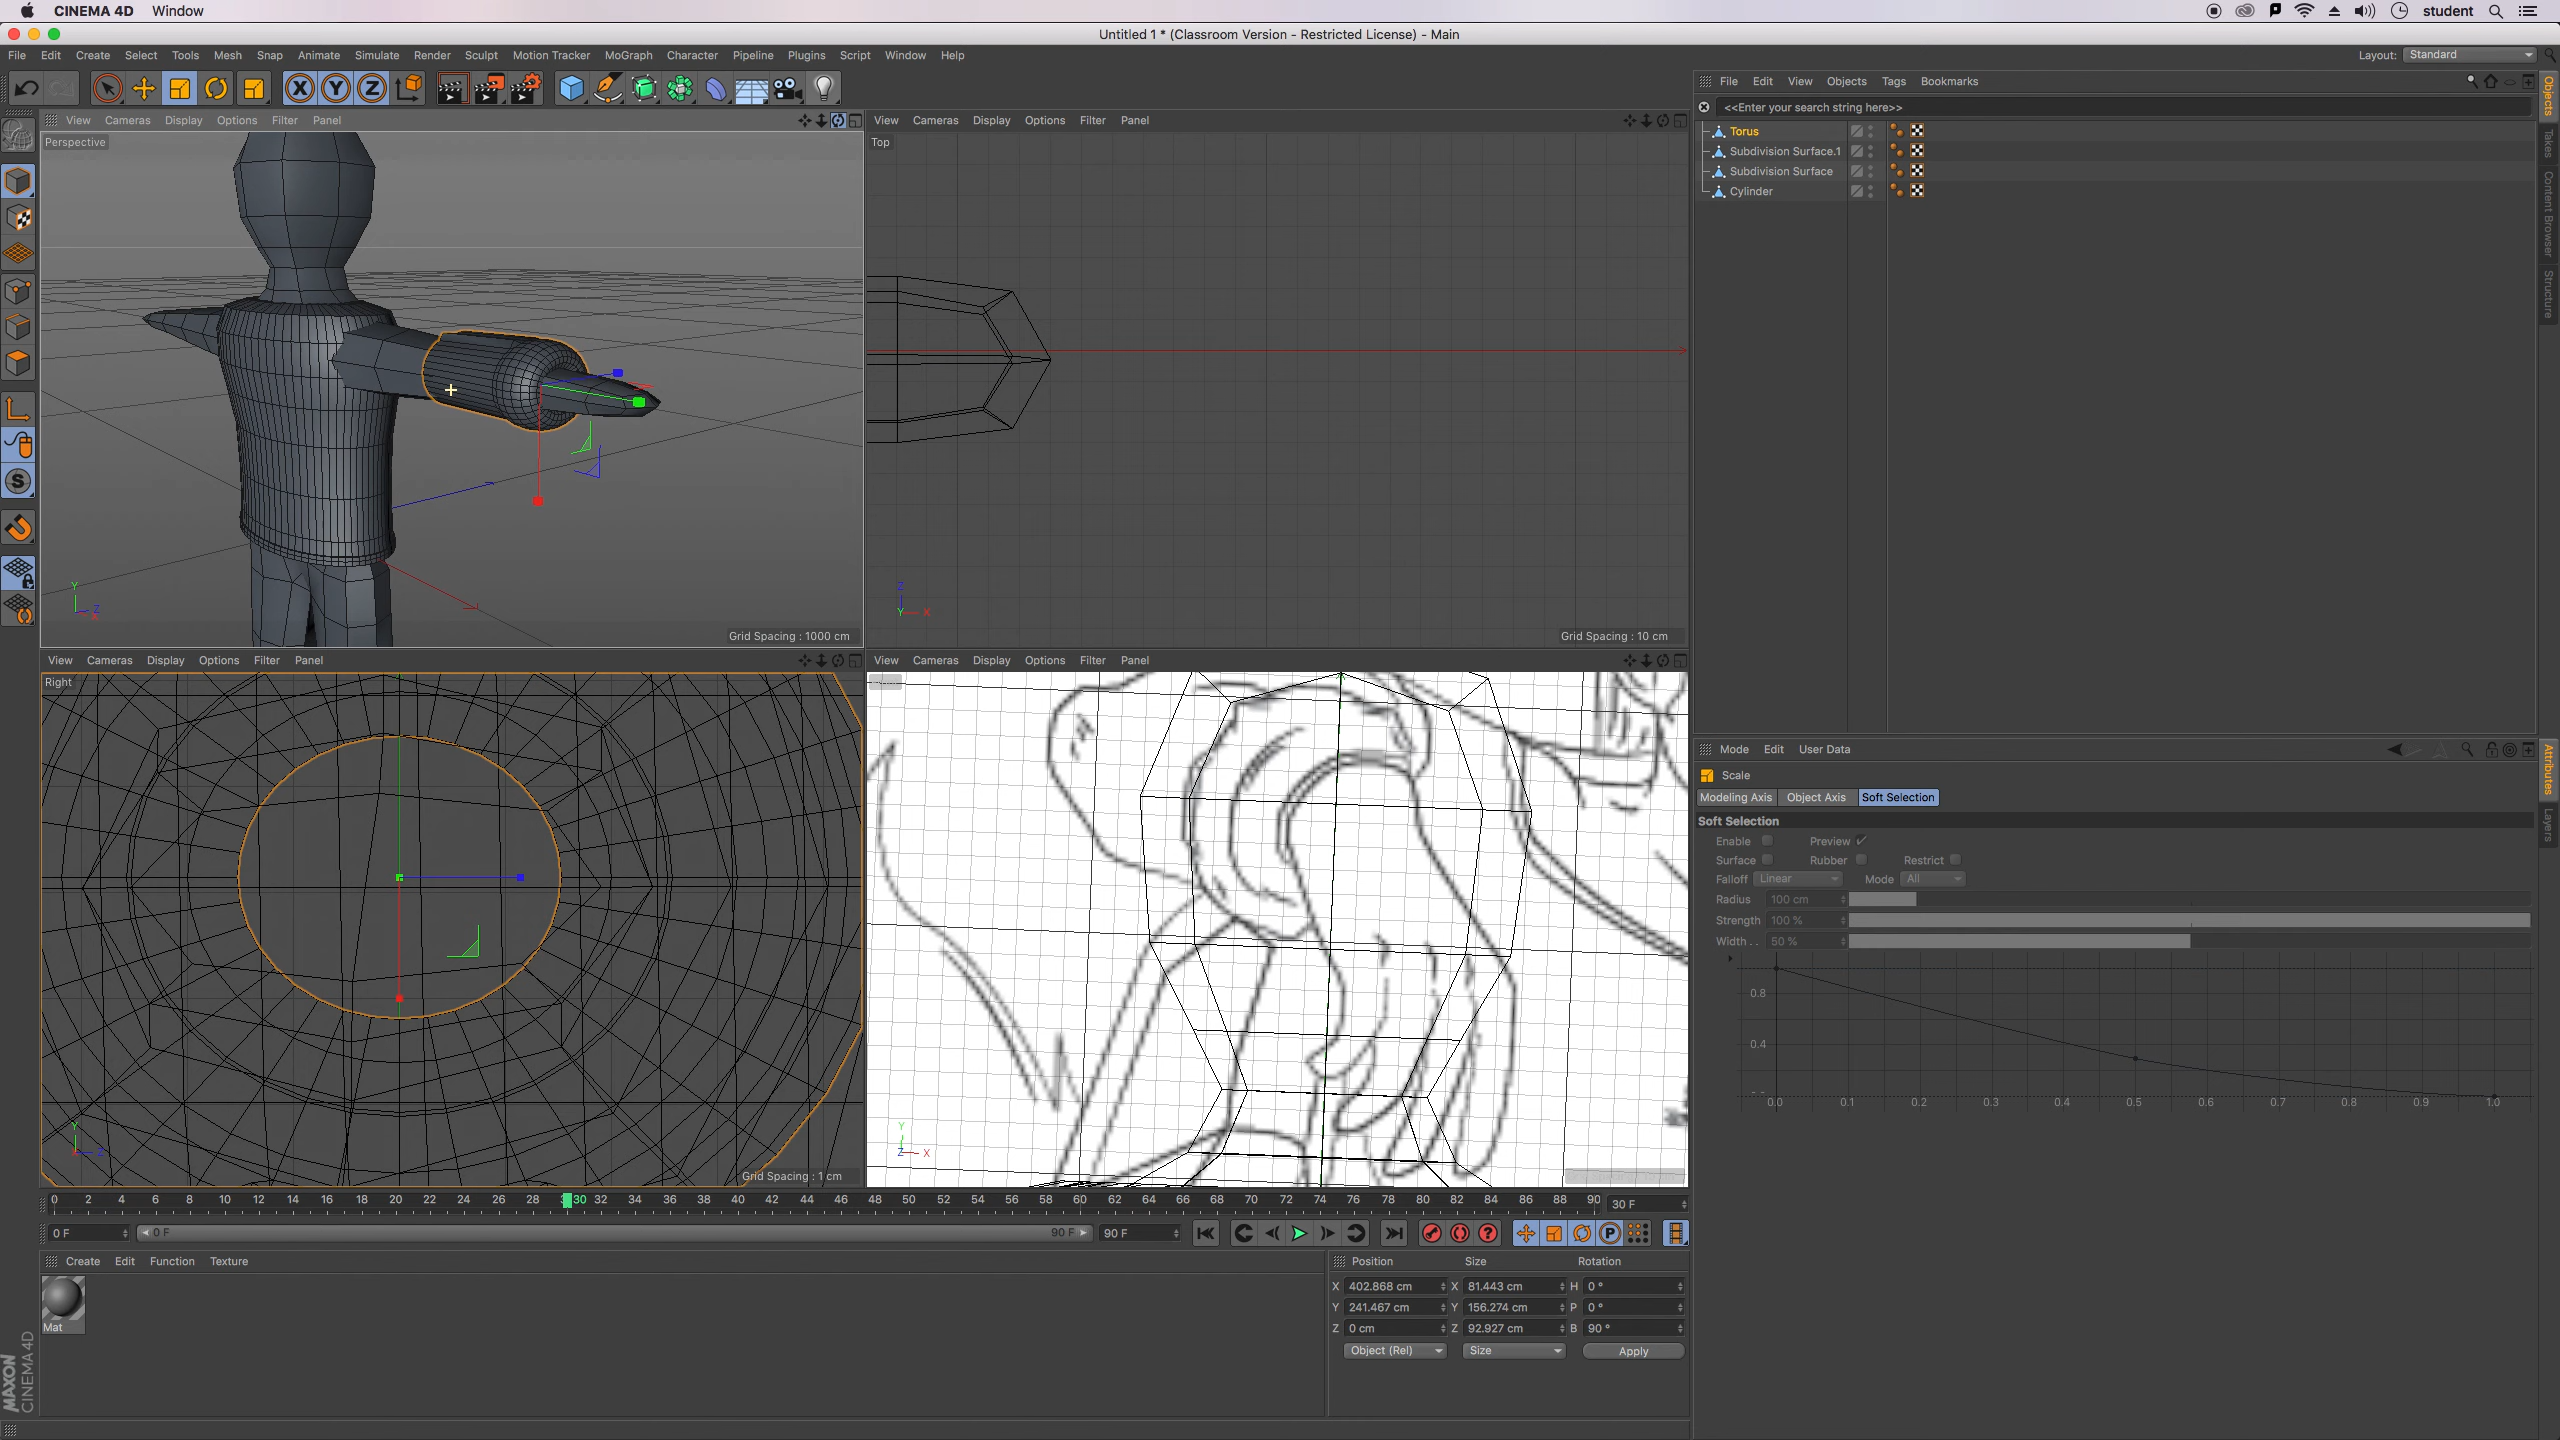 CINEMA 4D Window student
Untitled 1 * (Classroom Version - Restricted License) - Main
File Edit Create Select Tools Mesh Snap Animate Simulate Render Sculpt Motion Tracker MoGraph Character Pipeline Plugins Script Window Help Layout: Standard
X Y Z
File Edit View Objects Tags Bookmarks
<<Enter your search string here>>
Torus
Subdivision Surface.1
Subdivision Surface
Cylinder
Objects
Takes
Content Browser
Structure
View Cameras Display Options Filter Panel
Perspective
Y Z X
Grid Spacing : 1000 cm
View Cameras Display Options Filter Panel
Top
Z Y X
Grid Spacing : 10 cm
View Cameras Display Options Filter Panel
Right
Y Z
Grid Spacing : 1 cm
View Cameras Display Options Filter Panel
Y Z X
Mode Edit User Data
Scale
Modeling Axis Object Axis Soft Selection
Soft Selection
Enable Preview
Surface Rubber Restrict
Falloff Linear Mode All
Radius 100 cm
Strength 100 %
Width . . 50 %
0.8
0.4
0.0 0.1 0.2 0.3 0.4 0.5 0.6 0.7 0.8 0.9 1.0
Attributes
Layers
0 2 4 6 8 10 12 14 16 18 20 22 24 26 28 30 32 34 36 38 40 42 44 46 48 50 52 54 56 58 60 62 64 66 68 70 72 74 76 78 80 82 84 86 88 90 30 F
0 F 0 F 90 F 90 F
Create Edit Function Texture
Mat
Position Size Rotation
X 402.868 cm X 81.443 cm H 0 °
Y 241.467 cm Y 156.274 cm P 0 °
Z 0 cm Z 92.927 cm B 90 °
Object (Rel) Size Apply
MAXON
CINEMA 4D